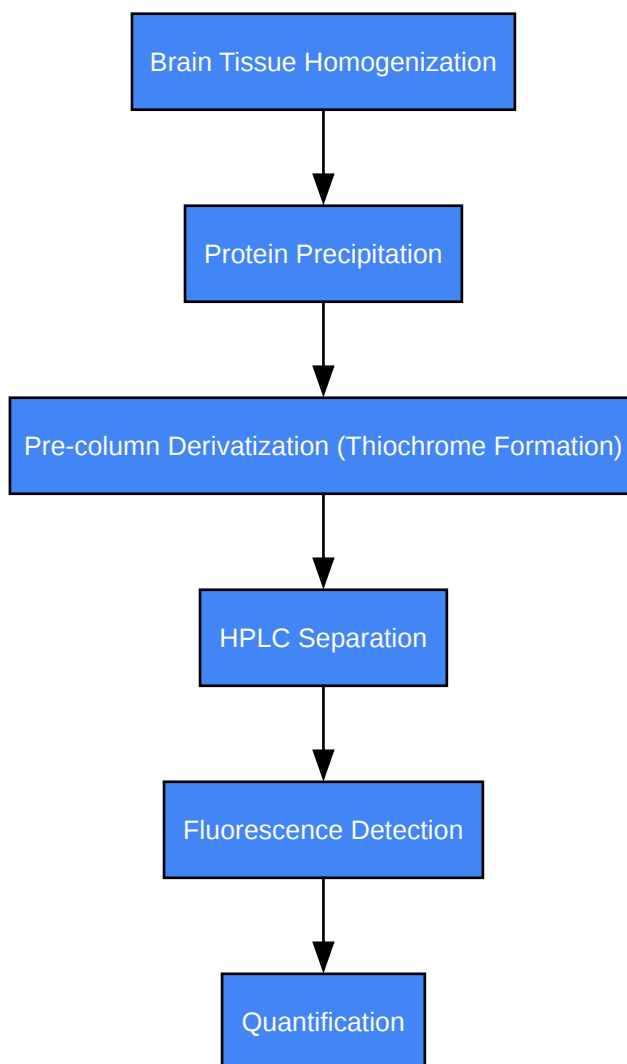 Brain Tissue Homogenization
Protein Precipitation
Pre-column Derivatization (Thiochrome Formation)
HPLC Separation
Fluorescence Detection
Quantification